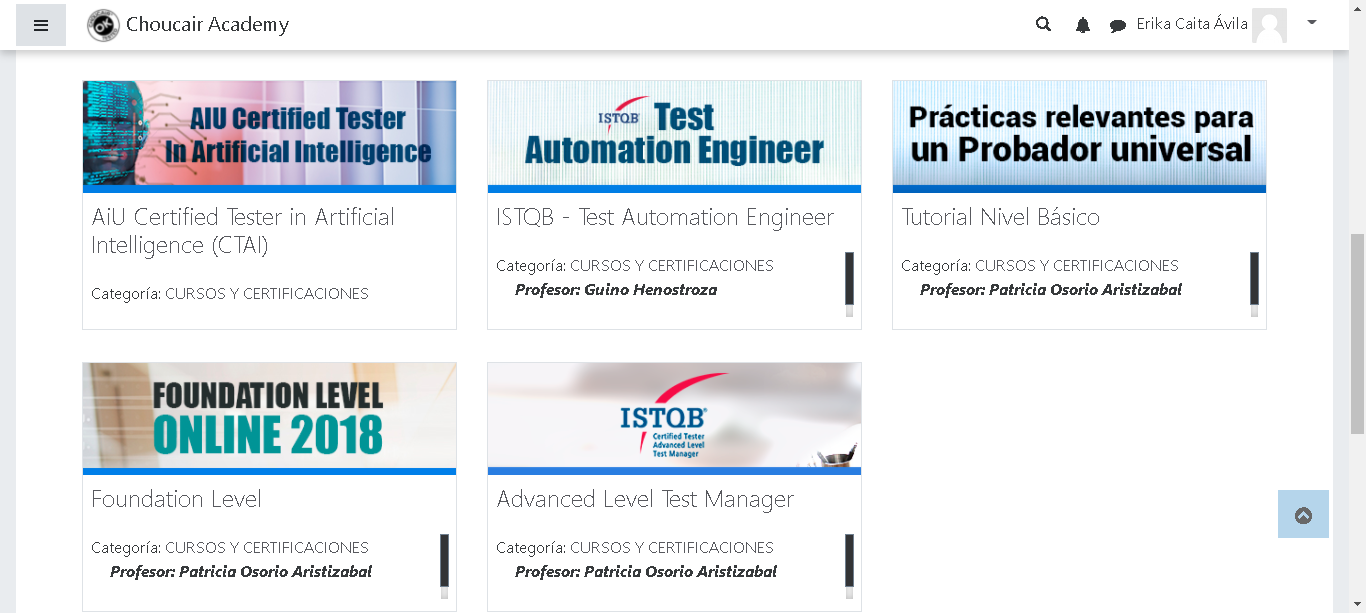 Choucair Academy
Erika Caita Ávila
AIU Certified Tester
In Artificial Intelligence
AiU Certified Tester in Artificial
Intelligence (CTAI)
Categoría: CURSOS Y CERTIFICACIONES
ISTQB® Test
Automation Engineer
ISTQB - Test Automation Engineer
Categoría: CURSOS Y CERTIFICACIONES
Profesor: Guino Henostroza
Prácticas relevantes para
un Probador universal
Tutorial Nivel Básico
Categoría: CURSOS Y CERTIFICACIONES
Profesor: Patricia Osorio Aristizabal
FOUNDATION LEVEL
ONLINE 2018
Foundation Level
Categoría: CURSOS Y CERTIFICACIONES
Profesor: Patricia Osorio Aristizabal
ISTQB®
Certified Tester
Advanced Level
Test Manager
Advanced Level Test Manager
Categoría: CURSOS Y CERTIFICACIONES
Profesor: Patricia Osorio Aristizabal